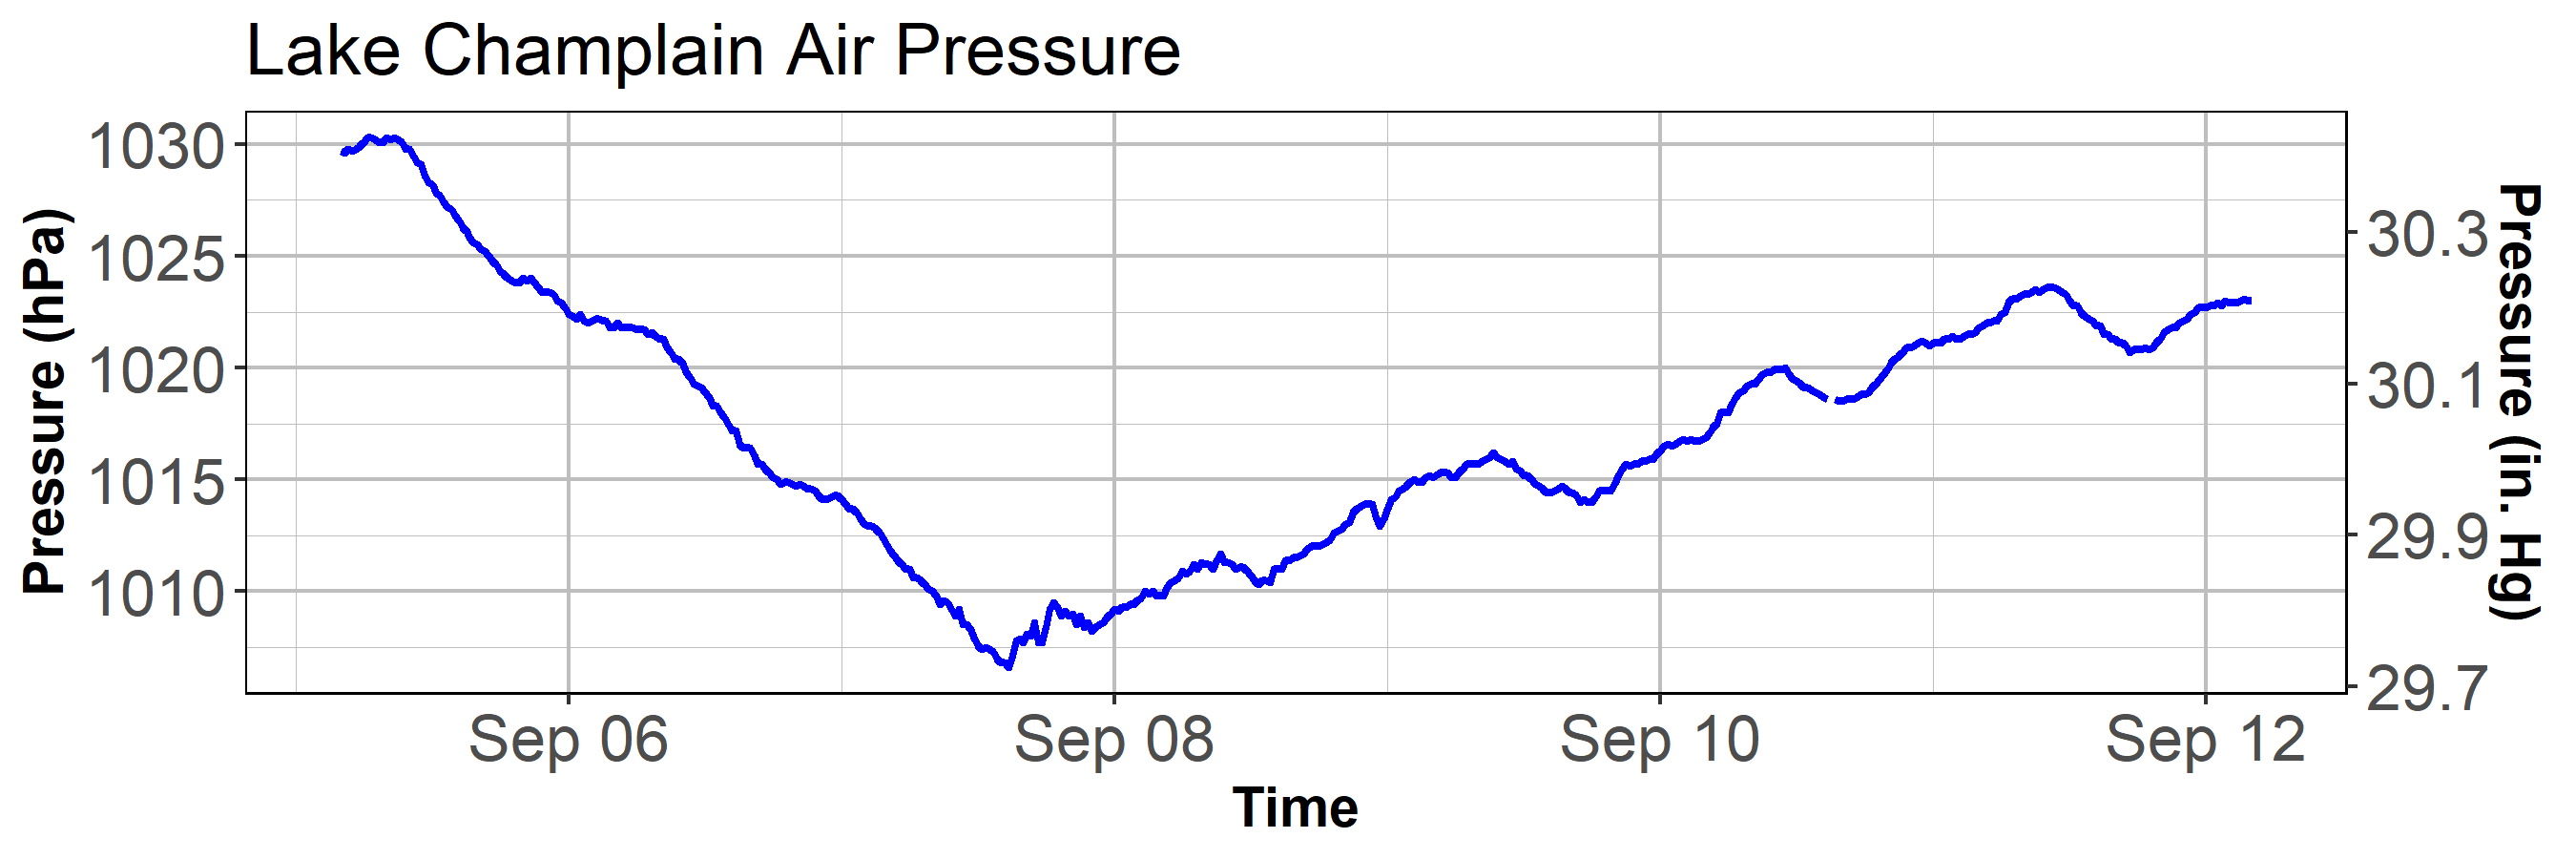 Lake Champlain Air Pressure
Pressure (hPa)
1030
1025
1020
1015
1010
30.3
30.1
29.9
29.7
Pressure (in. Hg)
Sep 06
Sep 08
Sep 10
Sep 12
Time